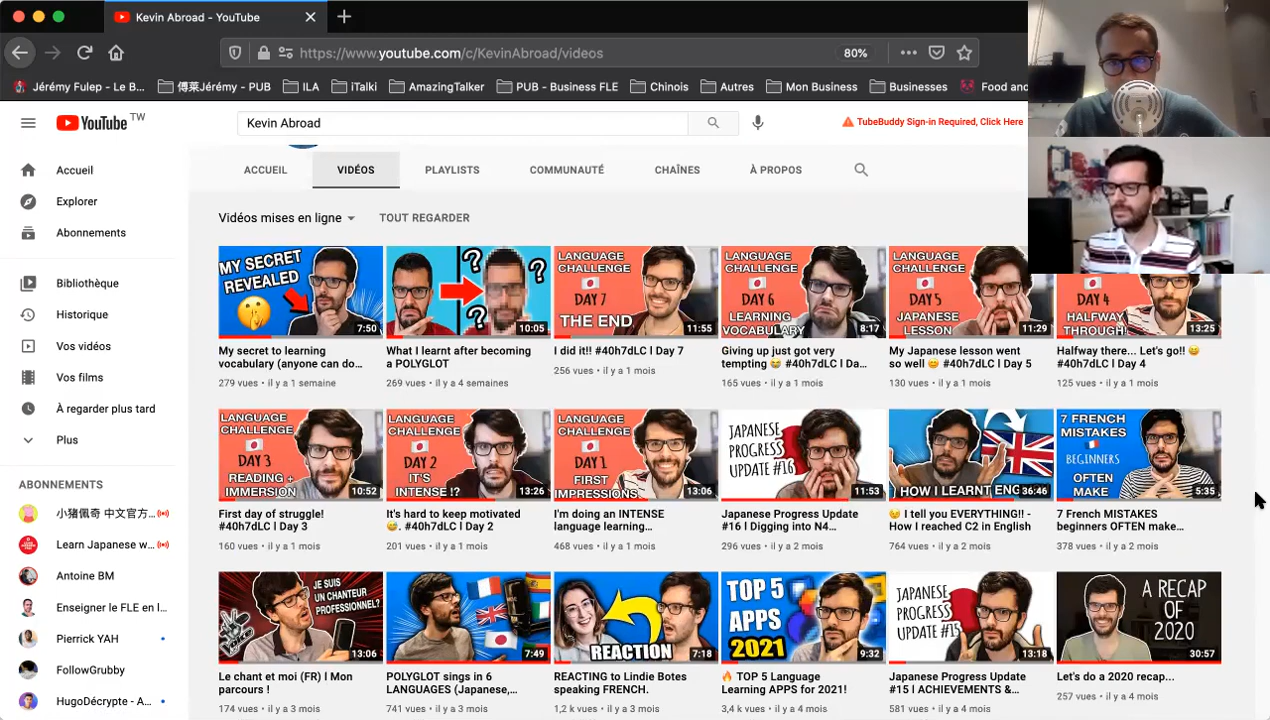 Kevin Abroad - YouTube
https://www.youtube.com/c/KevinAbroad/videos
80%
Jérémy Fulep - Le B...
傅萊Jérémy - PUB
ILA
iTalki
AmazingTalker
PUB - Business FLE
Chinois
Autres
Mon Business
Businesses
Food and
YouTube TW
Kevin Abroad
TubeBuddy Sign-in Required, Click Here
ACCUEIL
VIDÉOS
PLAYLISTS
COMMUNAUTÉ
CHAÎNES
À PROPOS
Accueil
Explorer
Abonnements
Bibliothèque
Historique
Vos vidéos
Vos films
À regarder plus tard
Plus
ABONNEMENTS
小猪佩奇 中文官方...
Learn Japanese w...
Antoine BM
Enseigner le FLE en l...
Pierrick YAH
FollowGrubby
HugoDécrypte - A...
Vidéos mises en ligne
TOUT REGARDER
MY SECRET
REVEALED
7:50
My secret to learning
vocabulary (anyone can do...
279 vues • il y a 1 semaine
? ? ?
10:05
What I learnt after becoming
a POLYGLOT
269 vues • il y a 4 semaines
LANGUAGE
CHALLENGE
DAY 7
THE END
11:55
I did it!! #40h7dLC l Day 7
256 vues • il y a 1 mois
LANGUAGE
CHALLENGE
DAY 6
LEARNING
VOCABULARY
8:17
Giving up just got very
tempting 😭 #40h7dLC l Da...
165 vues • il y a 1 mois
LANGUAGE
CHALLENGE
DAY 5
JAPANESE
LESSON
11:29
My Japanese lesson went
so well 😄 #40h7dLC l Day 5
130 vues • il y a 1 mois
CHALLENGE
DAY 4
HALFWAY
THROUGH!
13:25
Halfway there... Let's go!! 😋
#40h7dLC l Day 4
125 vues • il y a 1 mois
LANGUAGE
CHALLENGE
DAY 3
READING +
IMMERSION
10:52
First day of struggle!
#40h7dLC l Day 3
160 vues • il y a 1 mois
LANGUAGE
CHALLENGE
DAY 2
IT'S
INTENSE !?
13:26
It's hard to keep motivated
😅. #40h7dLC l Day 2
201 vues • il y a 1 mois
LANGUAGE
CHALLENGE
DAY 1
FIRST
IMPRESSIONS
13:06
I'm doing an INTENSE
language learning...
468 vues • il y a 1 mois
JAPANESE
PROGRESS
UPDATE #16
11:53
Japanese Progress Update
#16 l Digging into N4...
296 vues • il y a 2 mois
HOW I LEARNT ENG
36:46
😉 I tell you EVERYTHING!! -
How I reached C2 in English
764 vues • il y a 2 mois
7 FRENCH
MISTAKES
BEGINNERS
OFTEN
MAKE
5:35
7 French MISTAKES
beginners OFTEN make...
378 vues • il y a 2 mois
JE SUIS
UN CHANTEUR
PROFESSIONNEL?
13:06
Le chant et moi (FR) l Mon
parcours !
174 vues • il y a 3 mois
7:49
POLYGLOT sings in 6
LANGUAGES (Japanese,...
741 vues • il y a 3 mois
REACTION
7:18
REACTING to Lindie Botes
speaking FRENCH.
1,2 k vues • il y a 3 mois
TOP 5
APPS
2021
9:32
🔥 TOP 5 Language
Learning APPS for 2021!
3,4 k vues • il y a 4 mois
JAPANESE
PROGRESS
UPDATE #15
13:18
Japanese Progress Update
#15 l ACHIEVEMENTS &...
581 vues • il y a 4 mois
A RECAP
OF
2020
30:57
Let's do a 2020 recap...
257 vues • il y a 4 mois